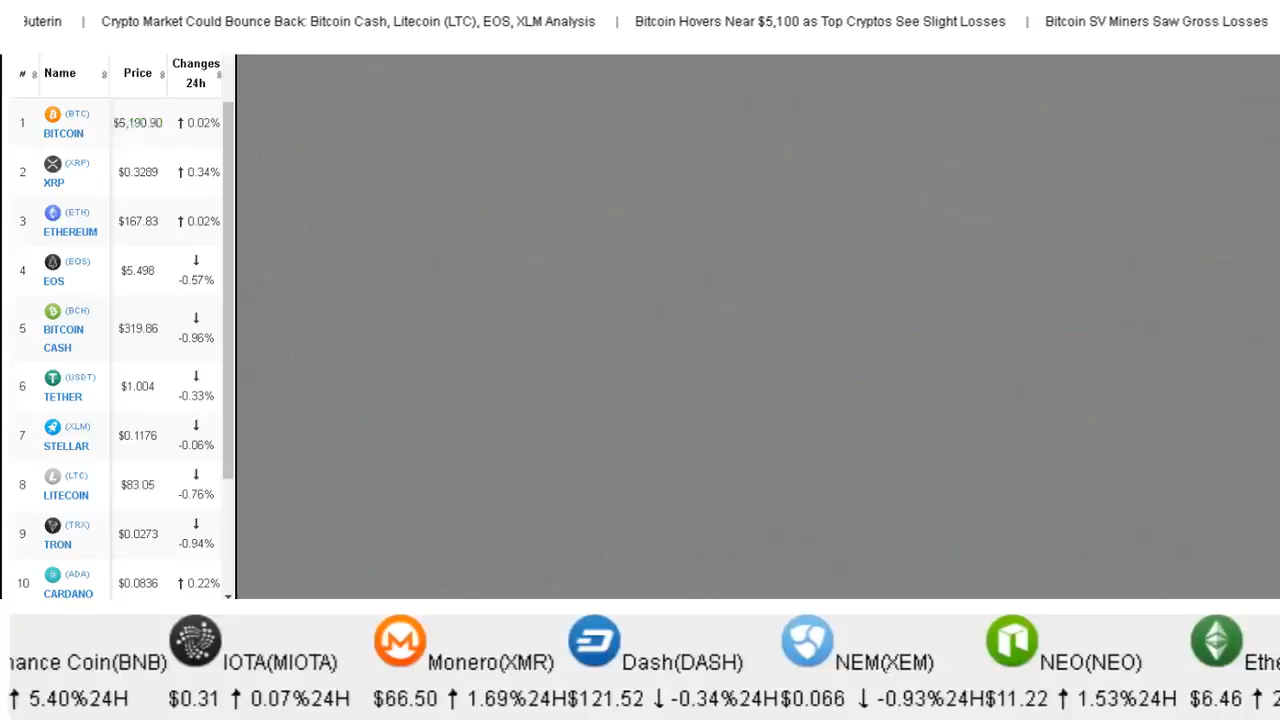 Buterin | Crypto Market Could Bounce Back: Bitcoin Cash, Litecoin (LTC), EOS, XLM Analysis | Bitcoin Hovers Near $5,100 as Top Cryptos See Slight Losses | Bitcoin SV Miners Saw Gross Losses
# Name Price Changes 24h
1 (BTC) BITCOIN $5,190.90 ↑ 0.02%
2 (XRP) XRP $0.3289 ↑ 0.34%
3 (ETH) ETHEREUM $167.83 ↑ 0.02%
4 (EOS) EOS $5.498 ↓ -0.57%
5 (BCH) BITCOIN CASH $319.86 ↓ -0.96%
6 (USDT) TETHER $1.004 ↓ -0.33%
7 (XLM) STELLAR $0.1176 ↓ -0.06%
8 (LTC) LITECOIN $83.05 ↓ -0.76%
9 (TRX) TRON $0.0273 ↓ -0.94%
10 (ADA) CARDANO $0.0836 ↑ 0.22%
nance Coin(BNB) IOTA(MIOTA) Monero(XMR) Dash(DASH) NEM(XEM) NEO(NEO) Ethe
↑ 5.40%24H $0.31 ↑ 0.07%24H $66.50 ↑ 1.69%24H $121.52 ↓ -0.34%24H $0.066 ↓ -0.93%24H $11.22 ↑ 1.53%24H $6.46 ↑